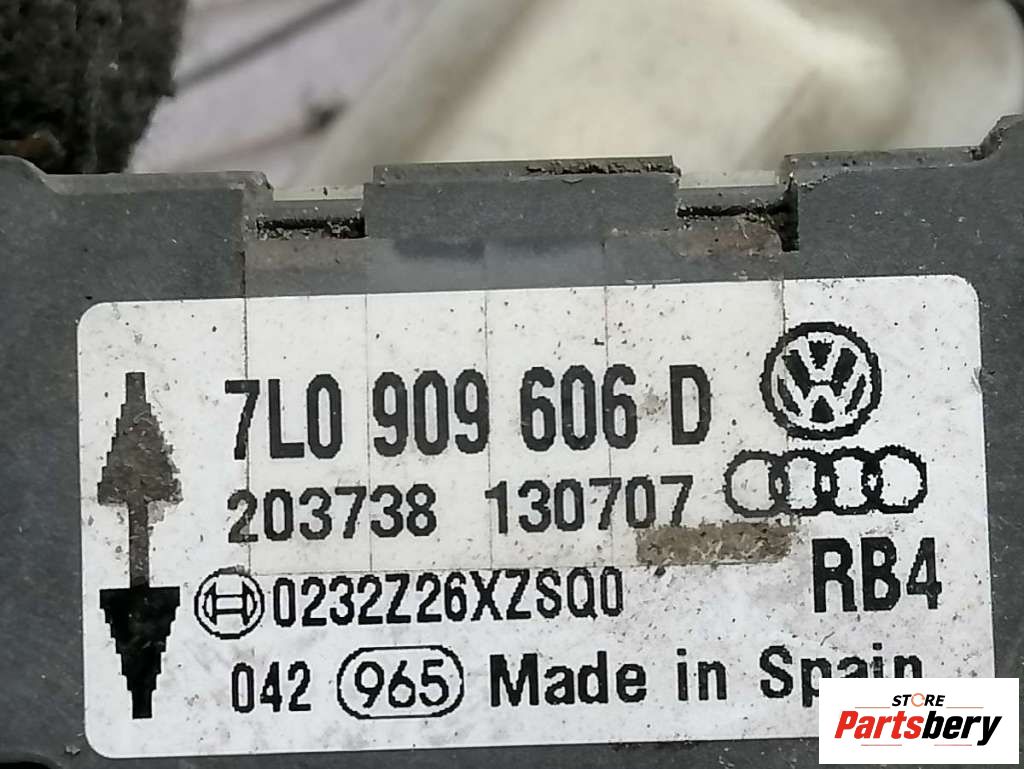 7L0 909 606 D
203738 130707
0232Z26XZSQ0 RB4
042 965 Made in Spain
STORE
Partsbery